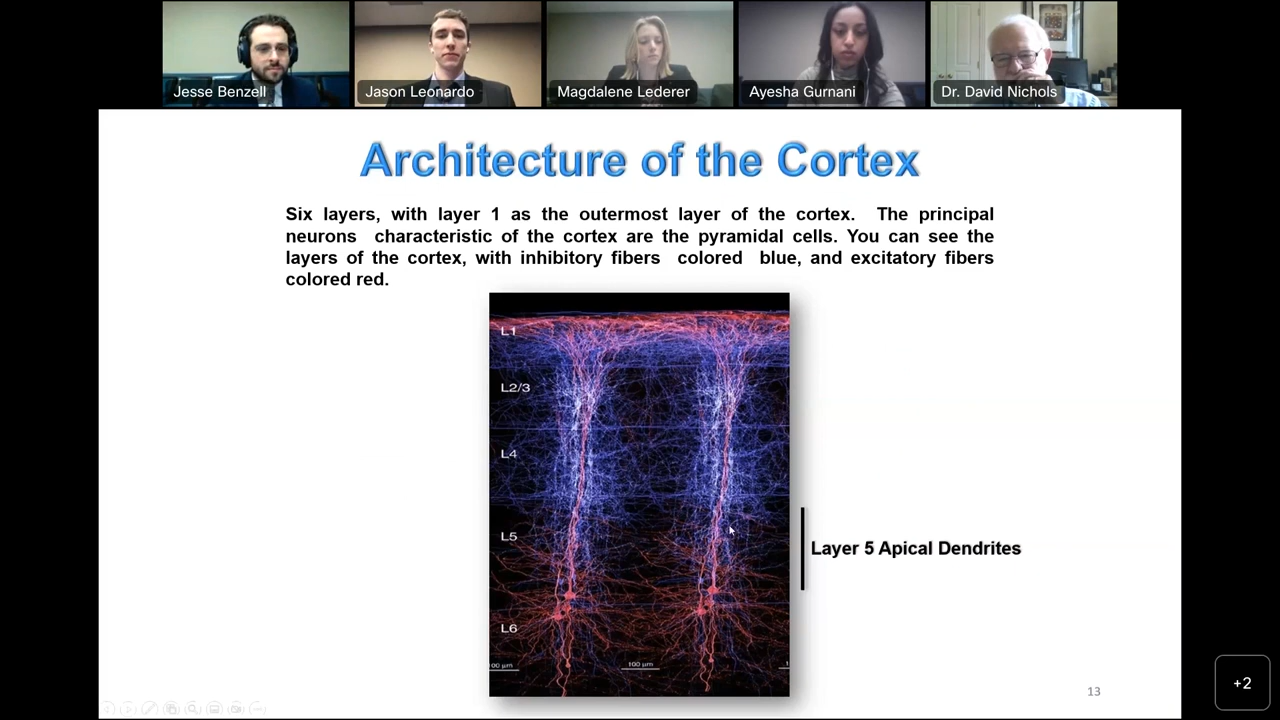 Jesse Benzell
Jason Leonardo
Magdalene Lederer
Ayesha Gurnani
Dr. David Nichols
Architecture of the Cortex
Six layers, with layer 1 as the outermost layer of the cortex. The principal
neurons characteristic of the cortex are the pyramidal cells. You can see the
layers of the cortex, with inhibitory fibers colored blue, and excitatory fibers
colored red.
L1
L2/3
L4
L5
Layer 5 Apical Dendrites
L6
00 µm
100 µm
1
13
+2